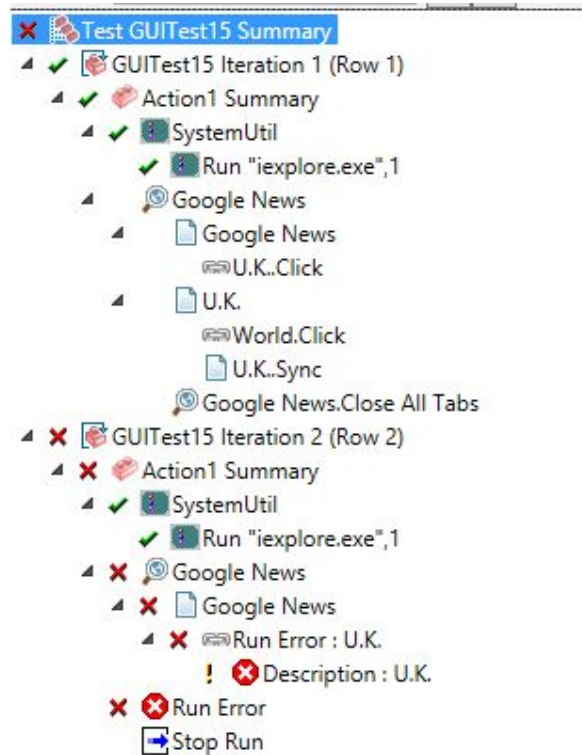 Test GUITest15 Summary
GUITest15 Iteration 1 (Row 1)
Action1 Summary
SystemUtil
Run "iexplore.exe",1
Google News
Google News
U.K..Click
U.K.
World.Click
U.K..Sync
Google News.Close All Tabs
GUITest15 Iteration 2 (Row 2)
Action1 Summary
SystemUtil
Run "iexplore.exe",1
Google News
Google News
Run Error : U.K.
Description : U.K.
Run Error
Stop Run